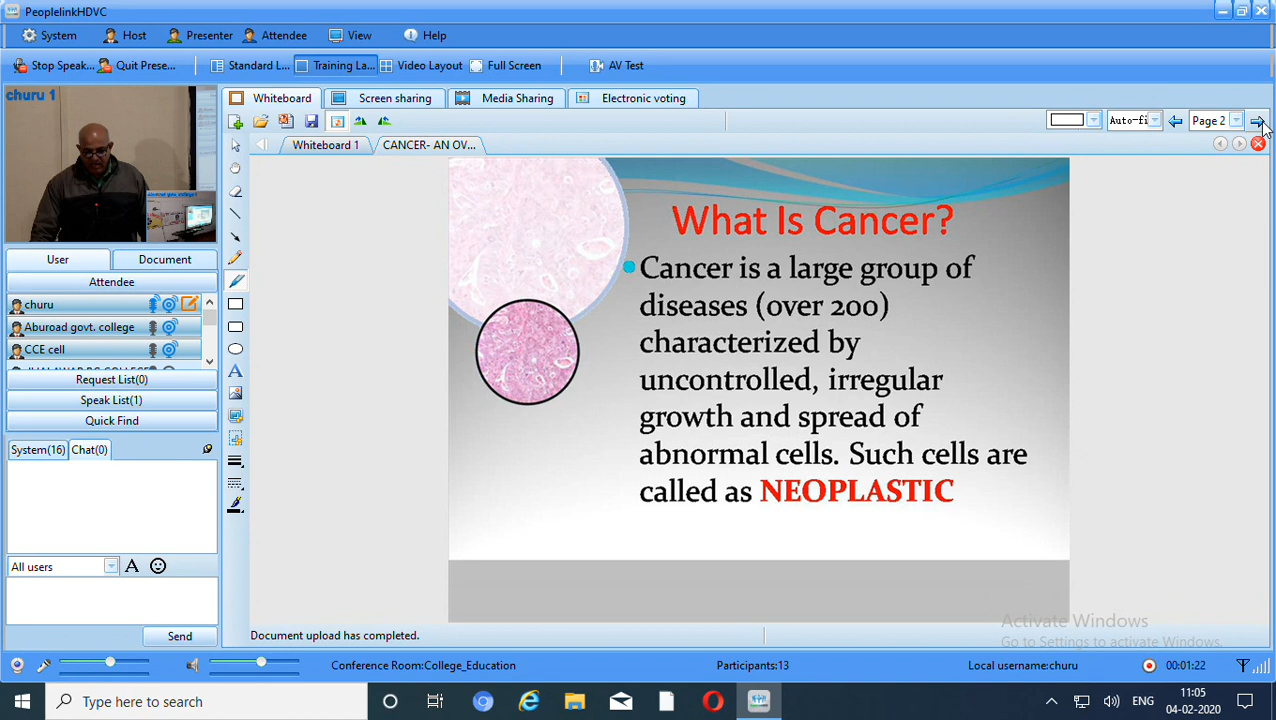 PeoplelinkHDVC
System Host Presenter Attendee View Help
Stop Speak... Quit Prese... Standard L... Training La... Video Layout Full Screen AV Test
churu 1
Whiteboard Screen sharing Media Sharing Electronic voting
Auto-fi Page 2
Whiteboard 1 CANCER- AN OV...
User Document
Attendee
churu
Aburoad govt. college
CCE cell
Request List(0)
Speak List(1)
Quick Find
System(16) Chat(0)
All users
Send
What Is Cancer?
Cancer is a large group of
diseases (over 200)
characterized by
uncontrolled, irregular
growth and spread of
abnormal cells. Such cells are
called as NEOPLASTIC
Activate Windows
Go to Settings to activate Windows.
Document upload has completed.
Conference Room:College_Education Participants:13 Local username:churu 00:01:22
Type here to search
ENG
11:05
04-02-2020